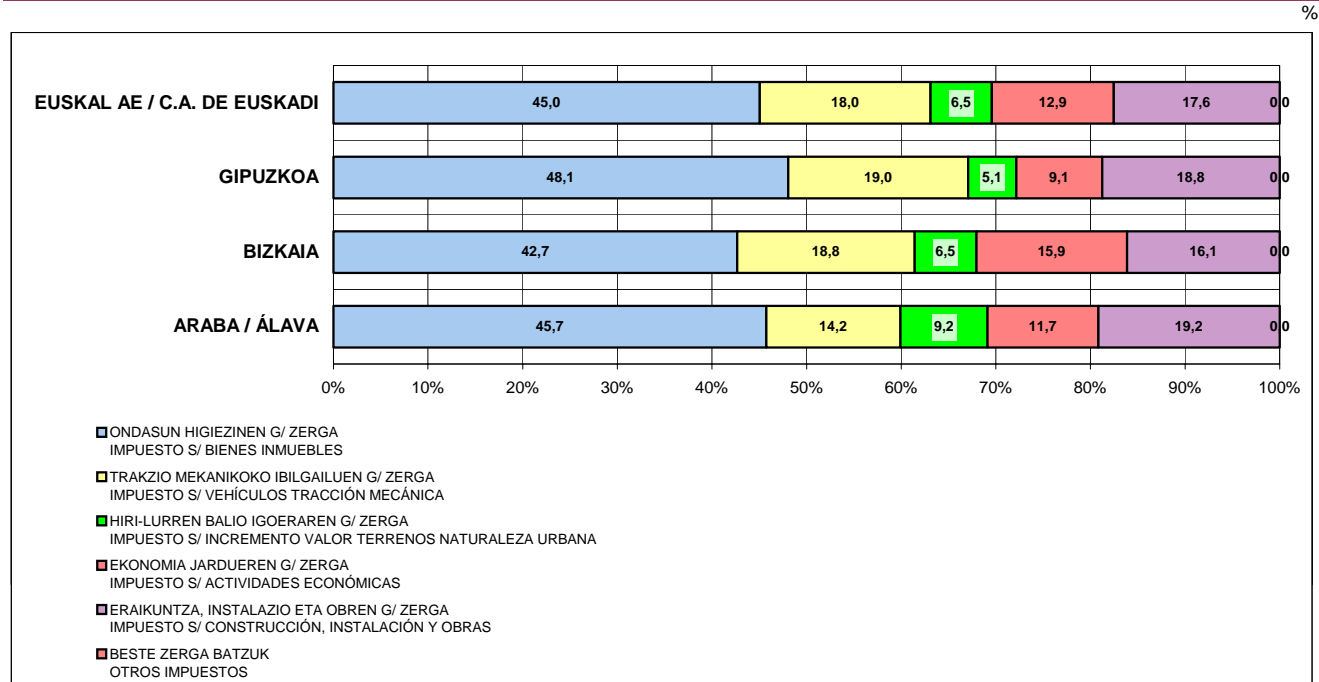 %
EUSKAL AE / C.A. DE EUSKADI 45,0 18,0 6,5 12,9 17,6 0,0
GIPUZKOA 48,1 19,0 5,1 9,1 18,8 0,0
BIZKAIA 42,7 18,8 6,5 15,9 16,1 0,0
ARABA / ÁLAVA 45,7 14,2 9,2 11,7 19,2 0,0
0% 10% 20% 30% 40% 50% 60% 70% 80% 90% 100%
ONDASUN HIGIEZINEN G/ ZERGA
IMPUESTO S/ BIENES INMUEBLES
TRAKZIO MEKANIKOKO IBILGAILUEN G/ ZERGA
IMPUESTO S/ VEHÍCULOS TRACCIÓN MECÁNICA
HIRI-LURREN BALIO IGOERAREN G/ ZERGA
IMPUESTO S/ INCREMENTO VALOR TERRENOS NATURALEZA URBANA
EKONOMIA JARDUEREN G/ ZERGA
IMPUESTO S/ ACTIVIDADES ECONÓMICAS
ERAIKUNTZA, INSTALAZIO ETA OBREN G/ ZERGA
IMPUESTO S/ CONSTRUCCIÓN, INSTALACIÓN Y OBRAS
BESTE ZERGA BATZUK
OTROS IMPUESTOS